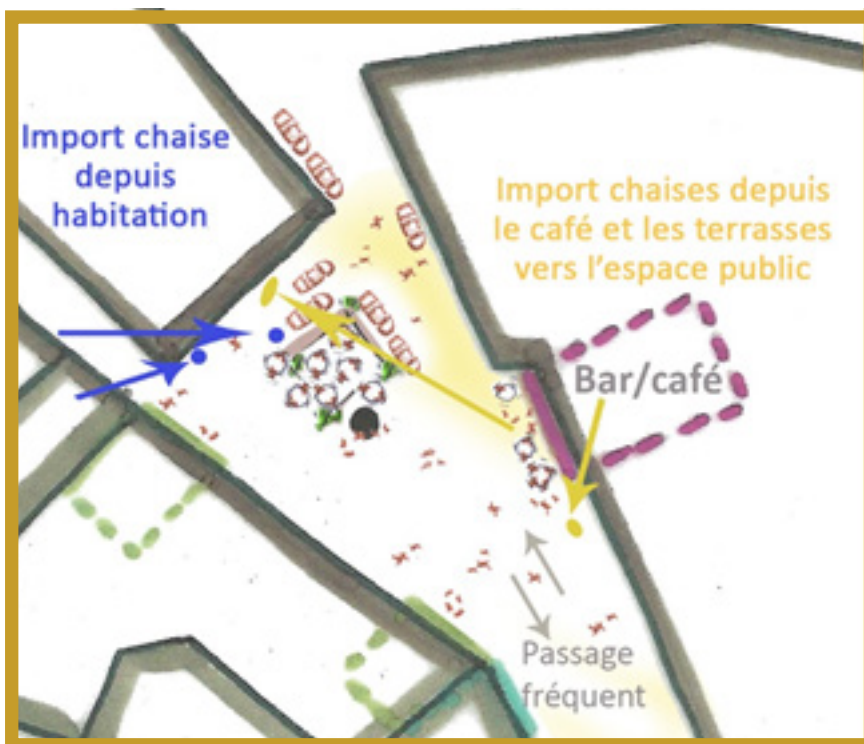 Import chaise
depuis
habitation
Import chaises depuis
le café et les terrasses
vers l'espace public
Bar/café
Passage
fréquent